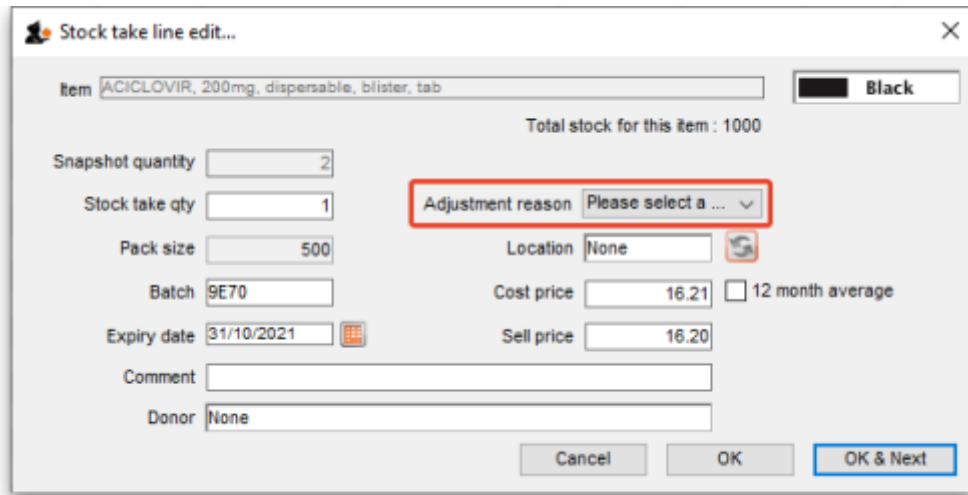 Stock take line edit...
Item ACICLOVIR, 200mg, dispersable, blister, tab Black
Total stock for this item : 1000
Snapshot quantity 2
Stock take qty 1 Adjustment reason Please select a ...
Pack size 500 Location None
Batch 9E70 Cost price 16.21 12 month average
Expiry date 31/10/2021 Sell price 16.20
Comment
Donor None
Cancel OK OK & Next